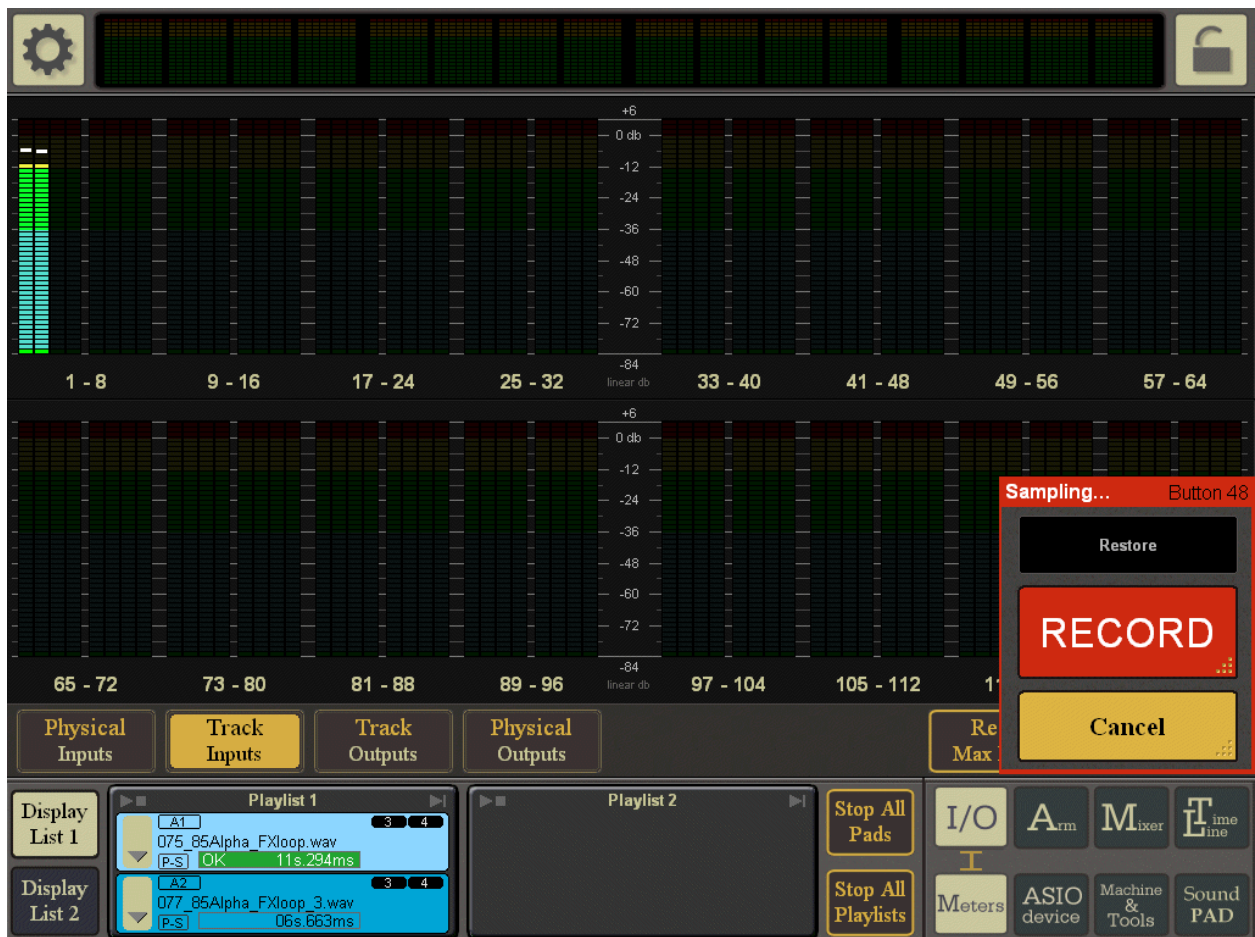 +6
0 db
-12
-24
-36
-48
-60
-72
-84
1 - 8 9 - 16 17 - 24 25 - 32 linear db 33 - 40 41 - 48 49 - 56 57 - 64
+6
0 db
-12
-24
-36
-48
-60
-72
-84
65 - 72 73 - 80 81 - 88 89 - 96 linear db 97 - 104 105 - 112
Sampling... Button 48
Restore
RECORD
Cancel
Physical
Inputs
Track
Inputs
Track
Outputs
Physical
Outputs
Max
Display
List 1
Display
List 2
Playlist 1
A1 3 4
075_85Alpha_FXloop.wav
P-S OK 11s.294ms
A2 3 4
077_85Alpha_FXloop_3.wav
P-S 06s.663ms
Playlist 2
Stop All
Pads
Stop All
Playlists
I/O
Arm
Mixer
Time
Line
Meters
ASIO
device
Machine
&
Tools
Sound
PAD